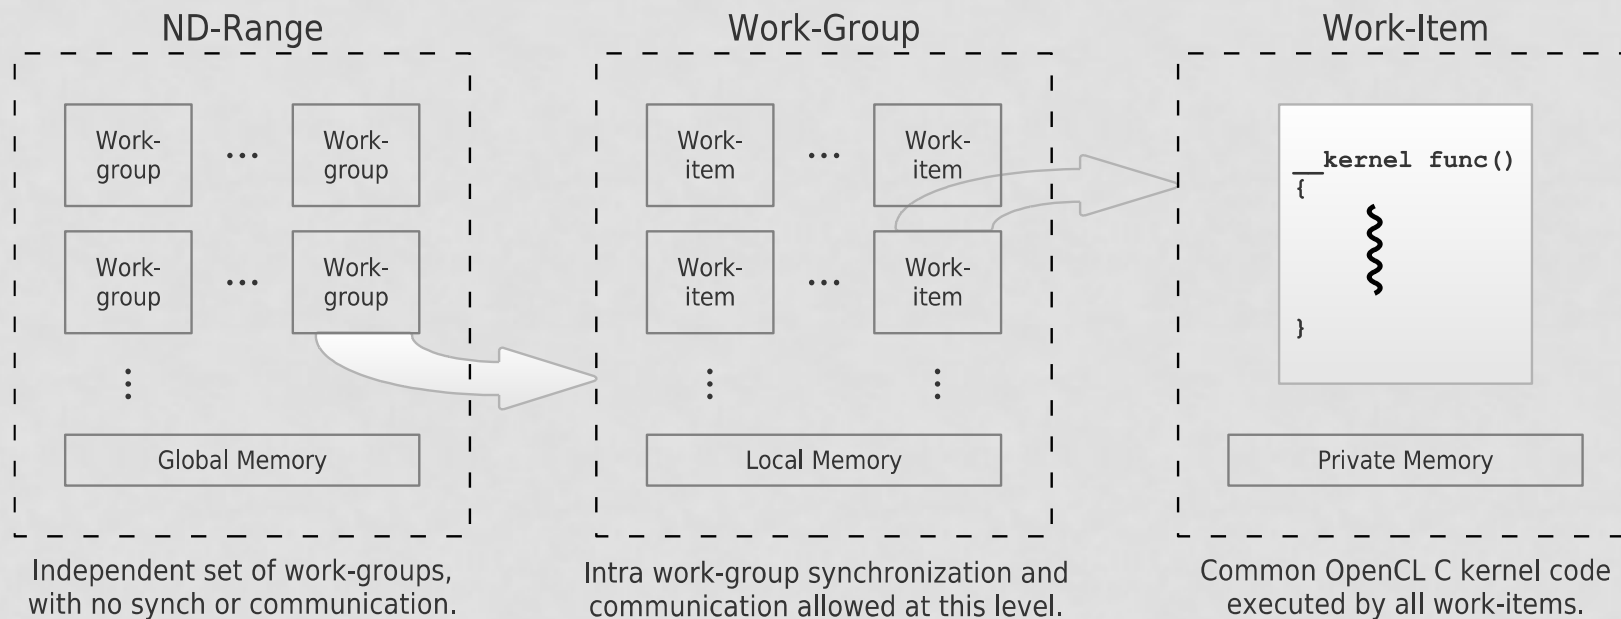 ND-Range
Work-
group
...
Work-
group
Work-
group
...
Work-
group
Global Memory
Independent set of work-groups,
with no synch or communication.
Work-Group
Work-
item
...
Work-
item
Work-
item
...
Work-
item
Local Memory
Intra work-group synchronization and
communication allowed at this level.
Work-Item
__kernel func()
{
}
Private Memory
Common OpenCL C kernel code
executed by all work-items.